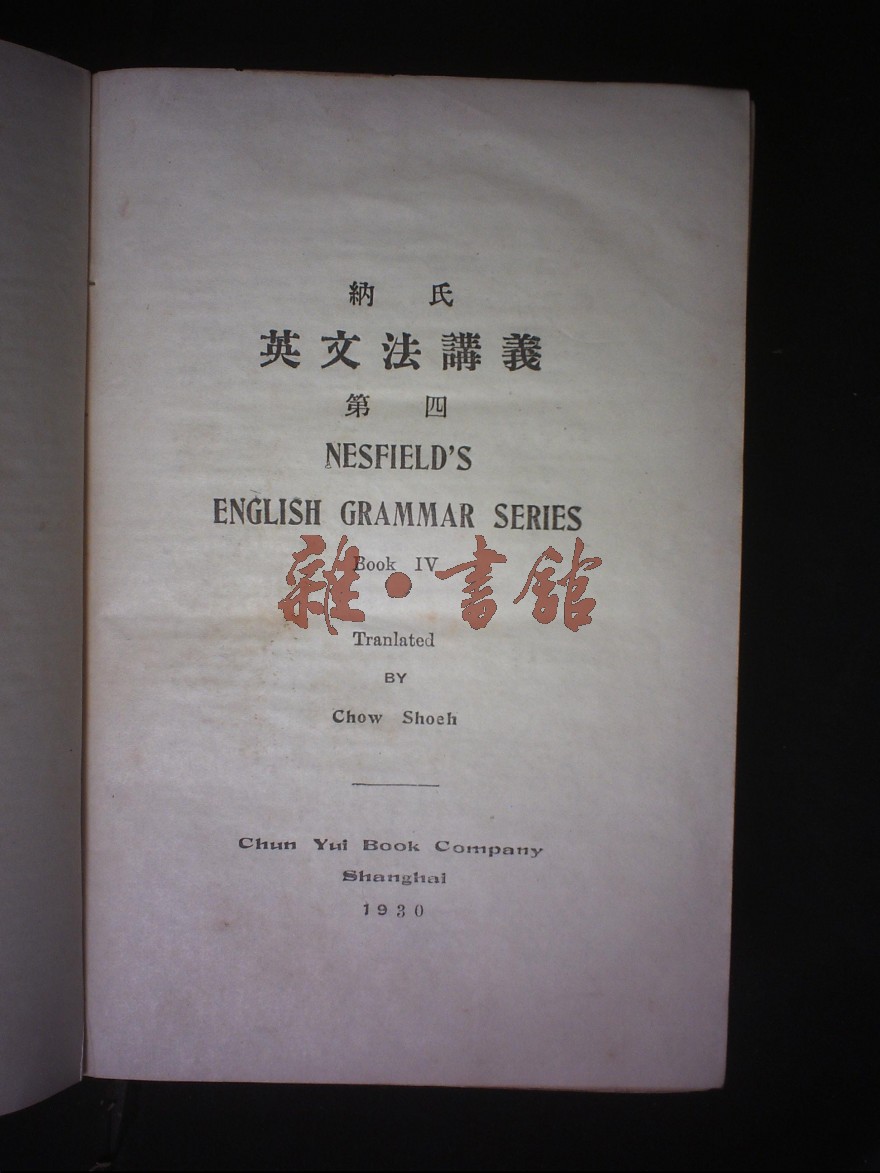 納氏
英文法講義
第四
NESFIELD'S
ENGLISH GRAMMAR SERIES
Book IV
雜·書館
Tranlated
BY
Chow Shoeh
Chun Yui Book Company
Shanghai
1930